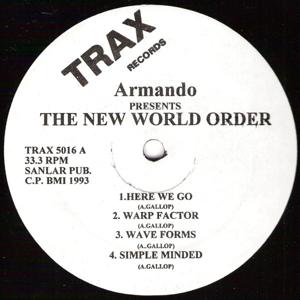 TRAX
RECORDS
Armando
PRESENTS
THE NEW WORLD ORDER
TRAX 5016 A
33.3 RPM
SANLAR PUB.
C.P. BMI 1993
1.HERE WE GO
(A.GALLOP)
2. WARP FACTOR
(A.GALLOP)
3. WAVE FORMS
(A..GALLOP)
4. SIMPLE MINDED
(A.GALLOP)